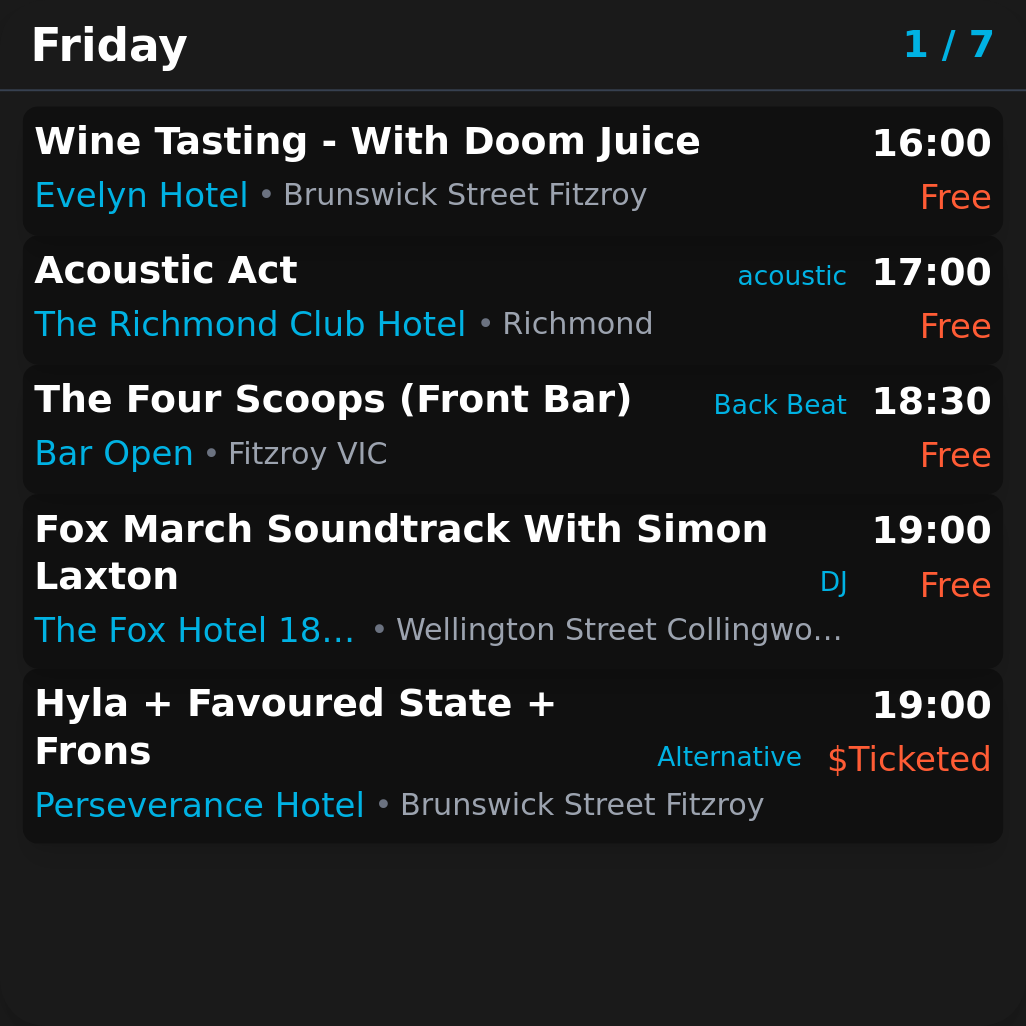 Friday 1 / 7
Wine Tasting - With Doom Juice 16:00
Evelyn Hotel • Brunswick Street Fitzroy Free
Acoustic Act acoustic 17:00
The Richmond Club Hotel • Richmond Free
The Four Scoops (Front Bar) Back Beat 18:30
Bar Open • Fitzroy VIC Free
Fox March Soundtrack With Simon 19:00
Laxton DJ Free
The Fox Hotel 18... • Wellington Street Collingwo...
Hyla + Favoured State + 19:00
Frons Alternative $Ticketed
Perseverance Hotel • Brunswick Street Fitzroy